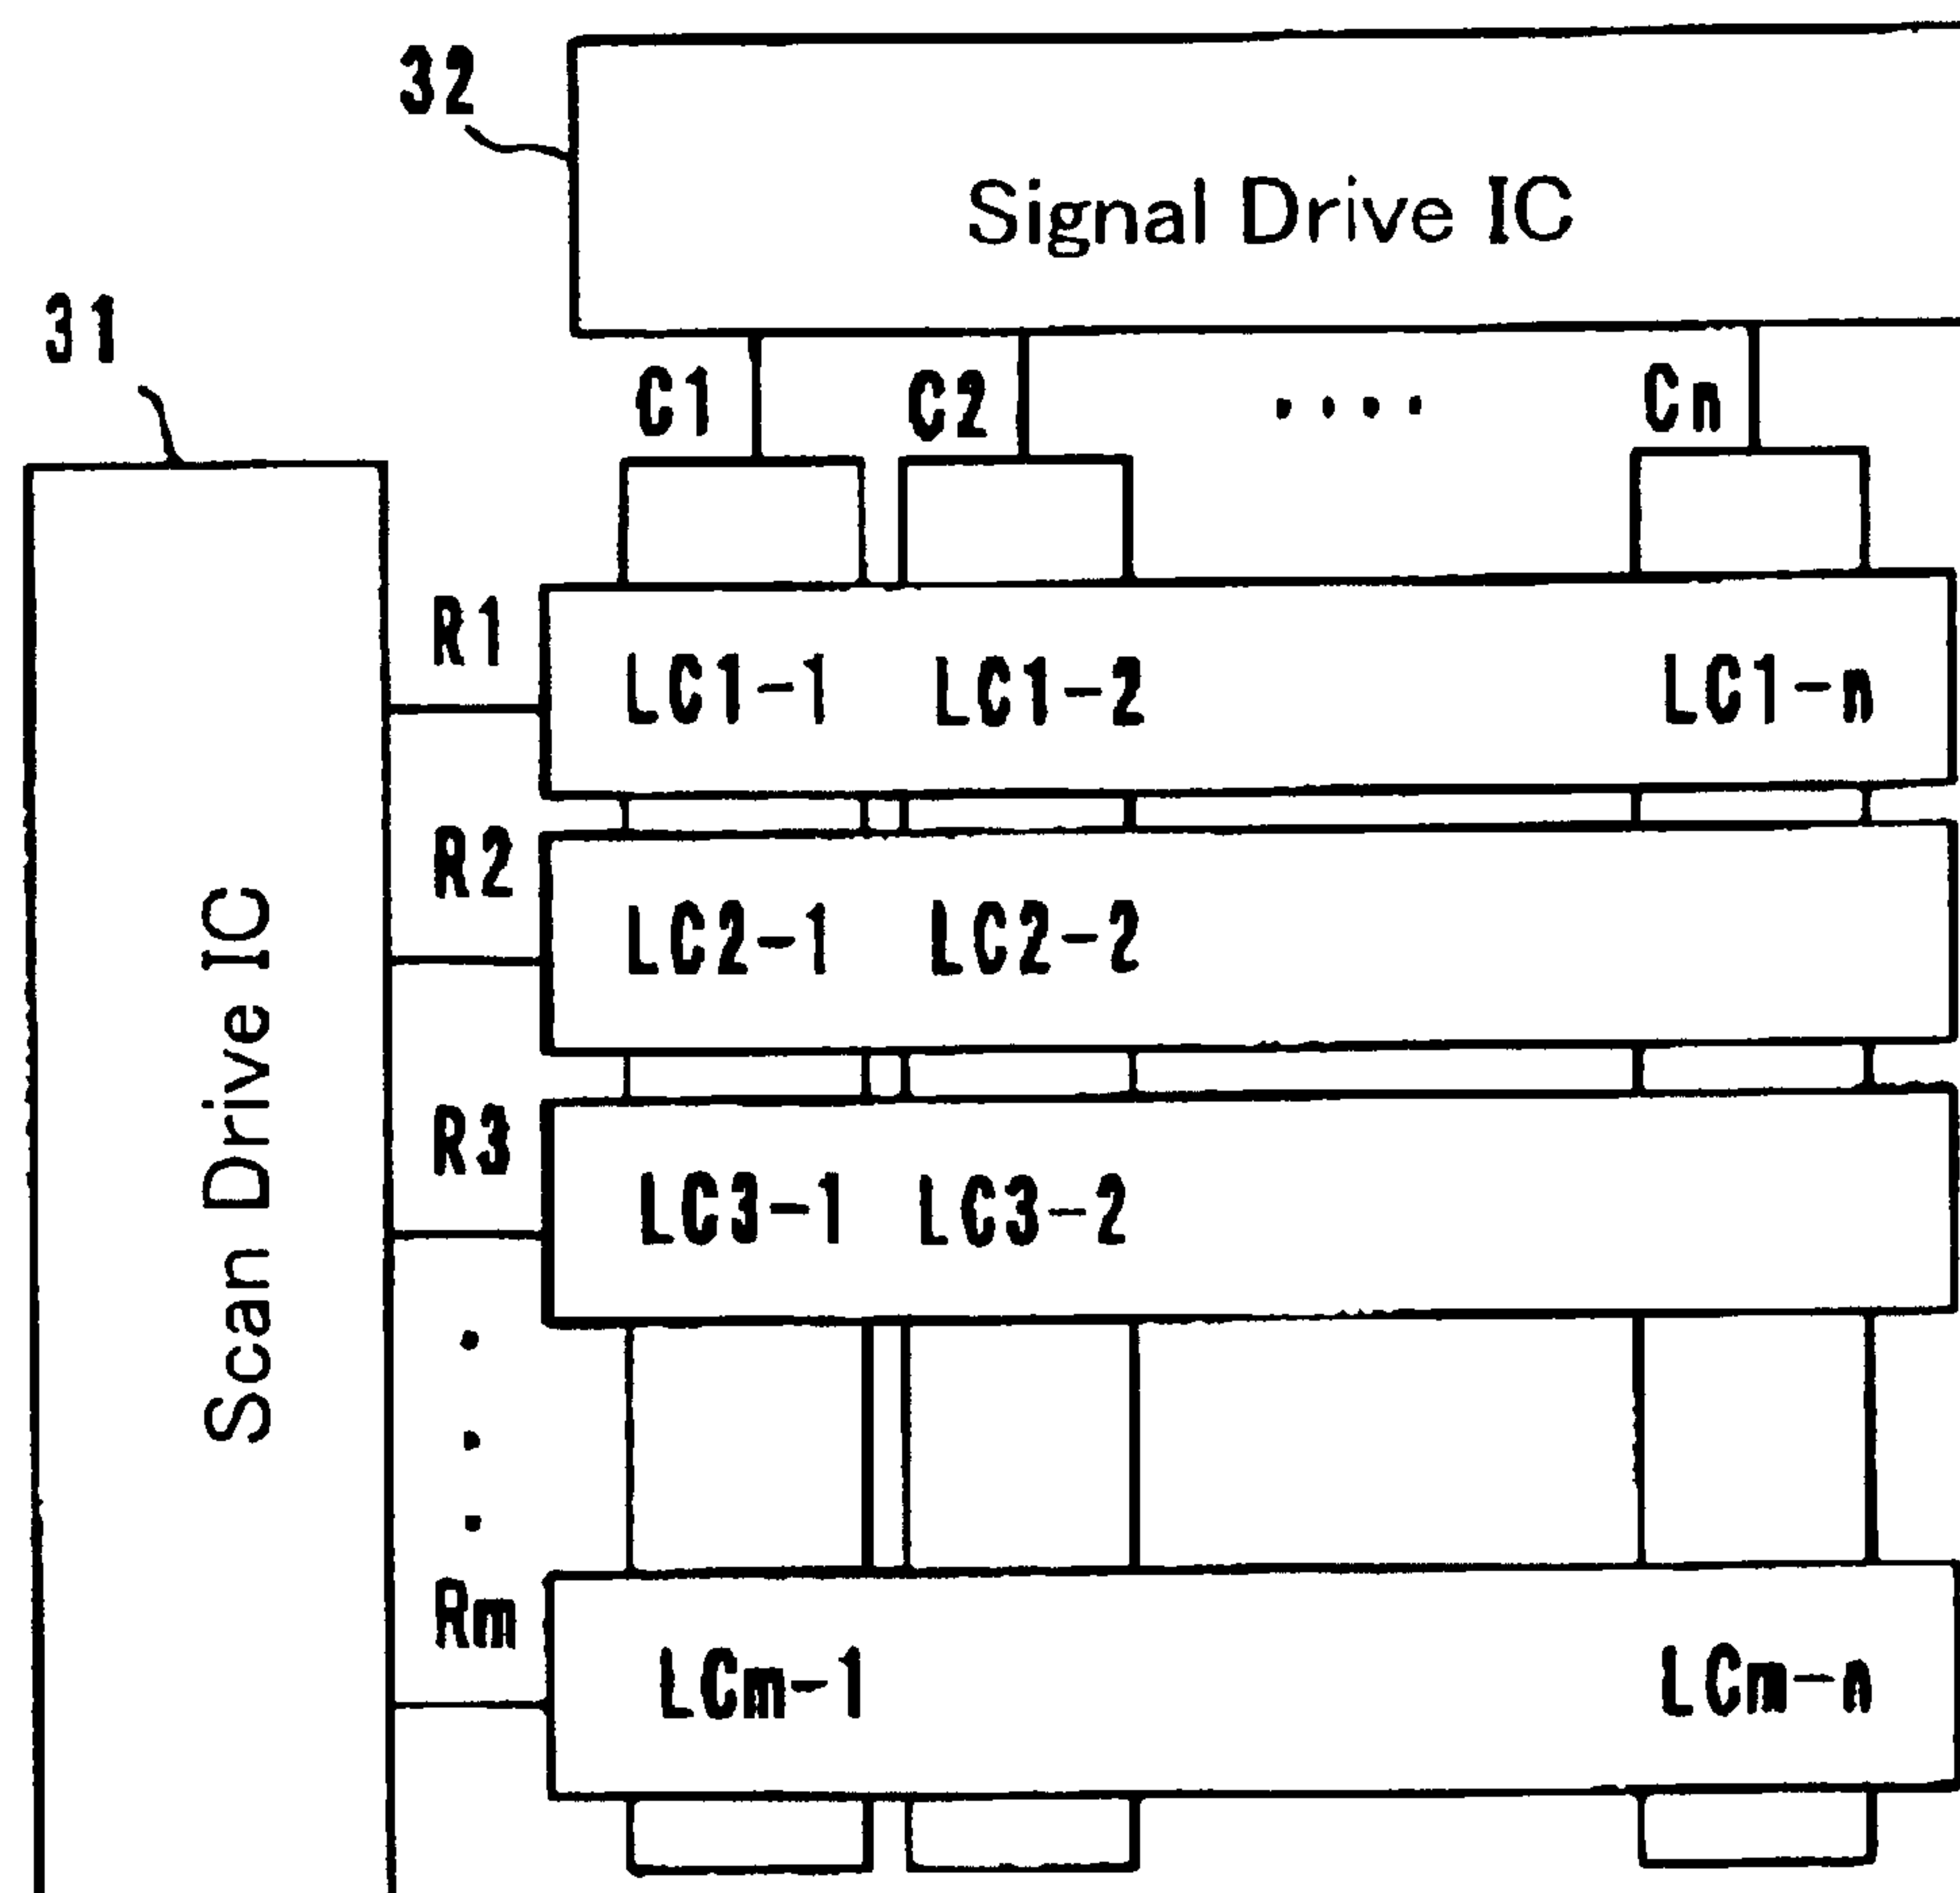 32
Signal Drive IC
31
C1 C2 .... Cn
R1
LC1-1 LC1-2 LC1-n
R2
LC2-1 LC2-2
Scan Drive IC
R3
LC3-1 LC3-2
Rm
LCm-1 LCm-n